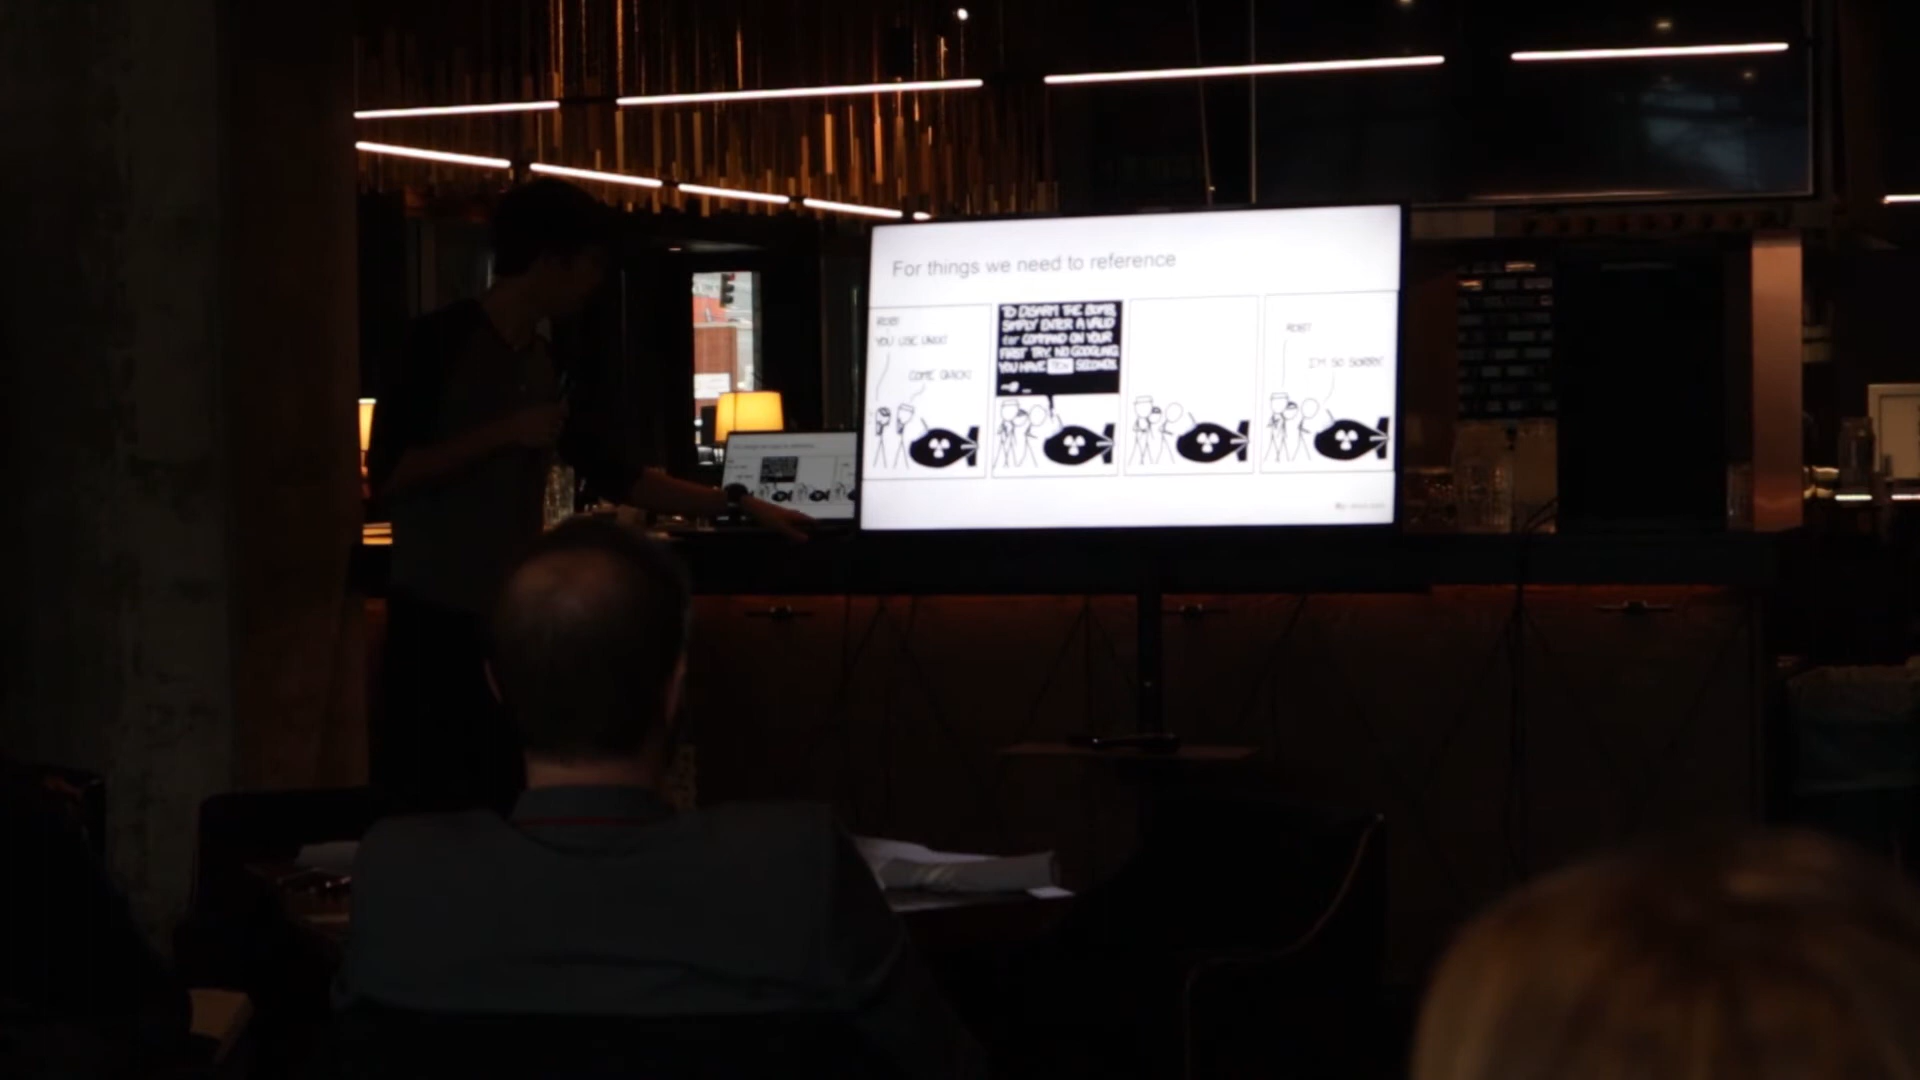 For things we need to reference
ROB!
YOU USE UNIX!
COME QUICK!
TO DISARM THE BOMB,
SIMPLY ENTER A VALID
tar COMMAND ON YOUR
FIRST TRY. NO GOOGLING.
YOU HAVE TEN SECONDS.
~# _
ROB?
I'M SO SORRY.